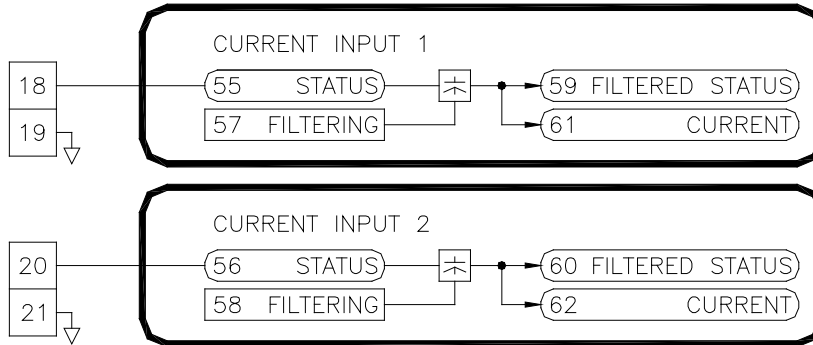 CURRENT INPUT 1
18 55 STATUS 59 FILTERED STATUS
19 57 FILTERING 61 CURRENT
CURRENT INPUT 2
20 56 STATUS 60 FILTERED STATUS
21 58 FILTERING 62 CURRENT